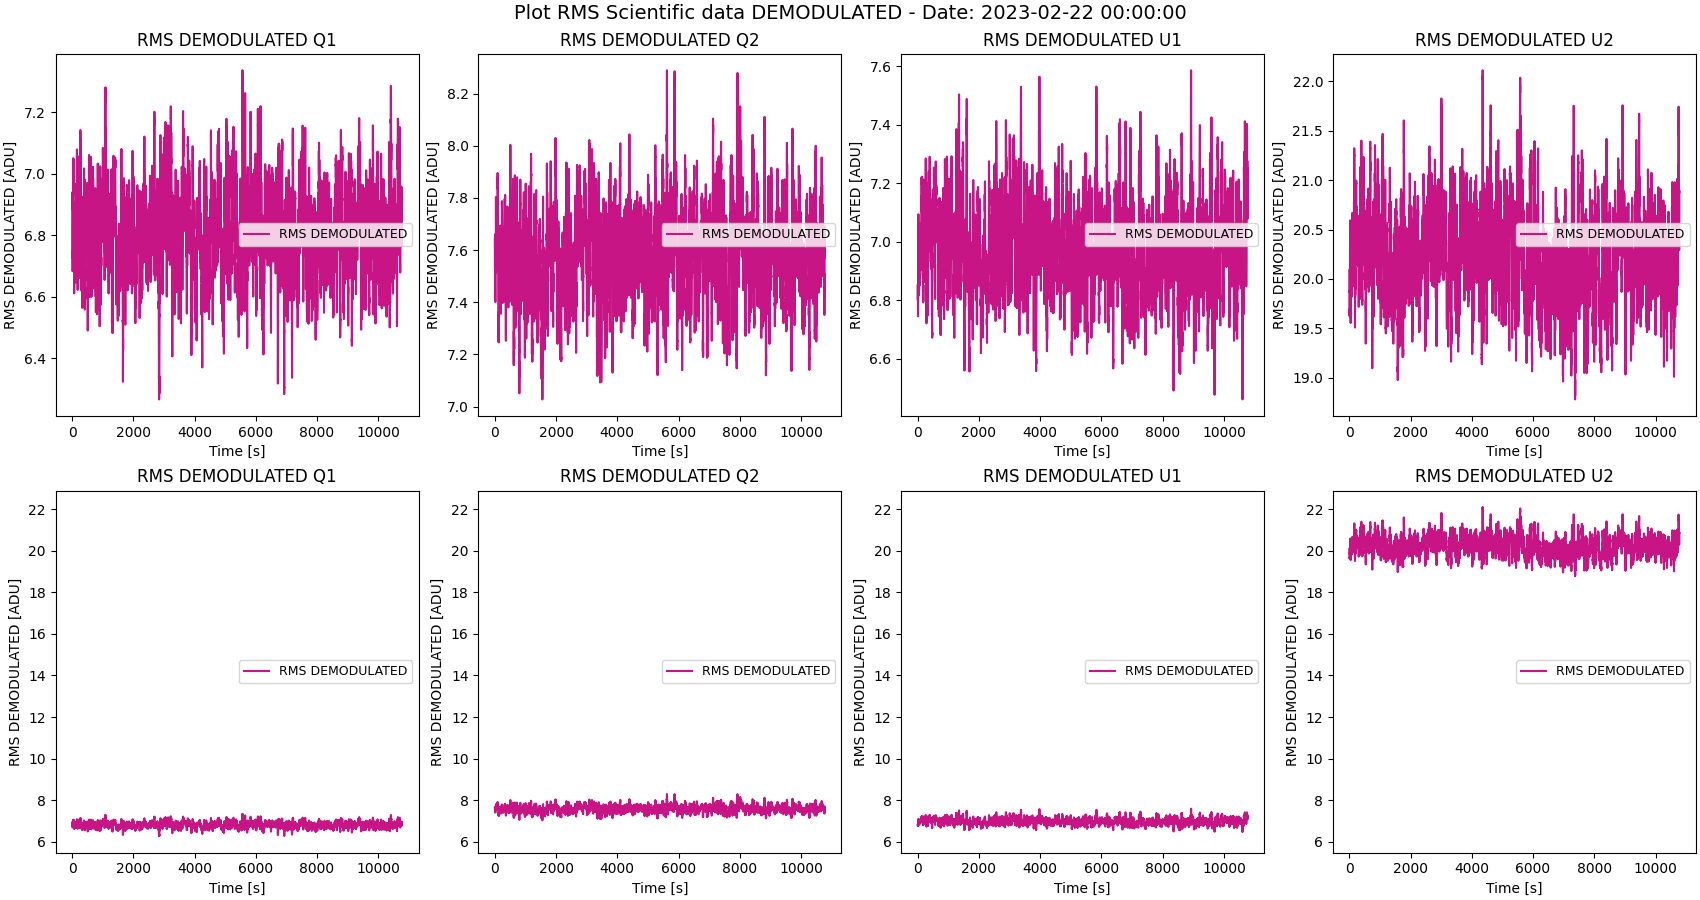 Plot RMS Scientific data DEMODULATED - Date: 2023-02-22 00:00:00
RMS DEMODULATED Q1
RMS DEMODULATED [ADU]
7.2
7.0
6.8
6.6
6.4
RMS DEMODULATED
0 2000 4000 6000 8000 10000
Time [s]
RMS DEMODULATED Q2
RMS DEMODULATED [ADU]
8.2
8.0
7.8
7.6
7.4
7.2
7.0
RMS DEMODULATED
0 2000 4000 6000 8000 10000
Time [s]
RMS DEMODULATED U1
RMS DEMODULATED [ADU]
7.6
7.4
7.2
7.0
6.8
6.6
RMS DEMODULATED
0 2000 4000 6000 8000 10000
Time [s]
RMS DEMODULATED U2
RMS DEMODULATED [ADU]
22.0
21.5
21.0
20.5
20.0
19.5
19.0
RMS DEMODULATED
0 2000 4000 6000 8000 10000
Time [s]
RMS DEMODULATED Q1
RMS DEMODULATED [ADU]
22
20
18
16
14
12
10
8
6
RMS DEMODULATED
0 2000 4000 6000 8000 10000
Time [s]
RMS DEMODULATED Q2
RMS DEMODULATED [ADU]
22
20
18
16
14
12
10
8
6
RMS DEMODULATED
0 2000 4000 6000 8000 10000
Time [s]
RMS DEMODULATED U1
RMS DEMODULATED [ADU]
22
20
18
16
14
12
10
8
6
RMS DEMODULATED
0 2000 4000 6000 8000 10000
Time [s]
RMS DEMODULATED U2
RMS DEMODULATED [ADU]
22
20
18
16
14
12
10
8
6
RMS DEMODULATED
0 2000 4000 6000 8000 10000
Time [s]